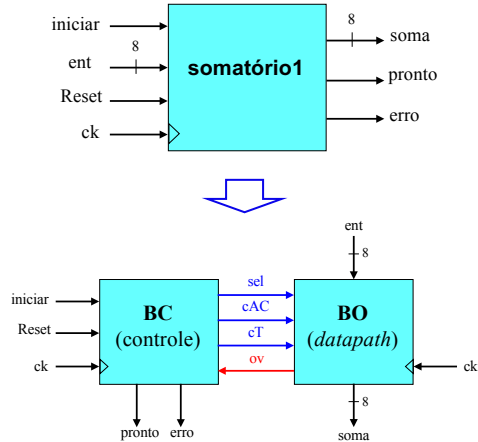 iniciar
8
ent
Reset
ck
somatório1
8
soma
pronto
erro
ent
8
iniciar
Reset
ck
BC
(controle)
sel
cAC
cT
ov
BO
(datapath)
ck
pronto
erro
8
soma